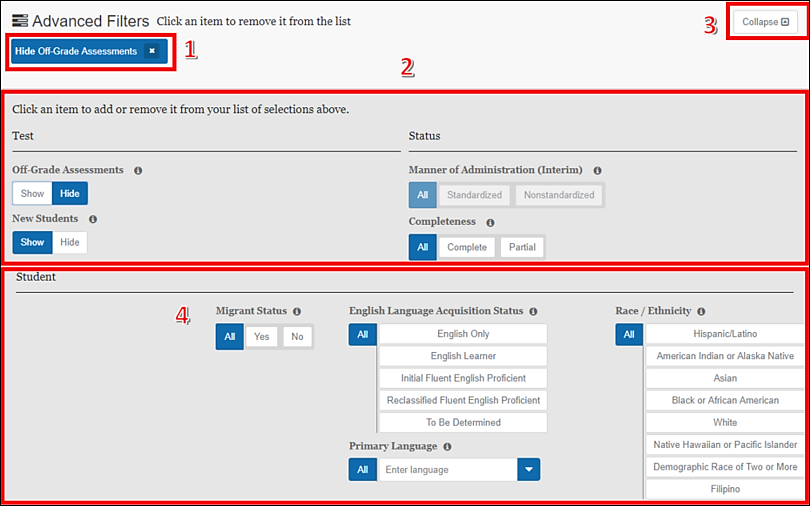 Advanced Filters Click an item to remove it from the list
3
Collapse
Hide Off-Grade Assessments
1
2
Click an item to add or remove it from your list of selections above.
Test
Status
Off-Grade Assessments
Show Hide
New Students
Show Hide
Manner of Administration (Interim)
All Standardized Nonstandardized
Completeness
All Complete Partial
Student
4
Migrant Status
All Yes No
English Language Acquisition Status
All
English Only
English Learner
Initial Fluent English Proficient
Reclassified Fluent English Proficient
To Be Determined
Primary Language
All Enter language
Race / Ethnicity
All
Hispanic/Latino
American Indian or Alaska Native
Asian
Black or African American
White
Native Hawaiian or Pacific Islander
Demographic Race of Two or More
Filipino